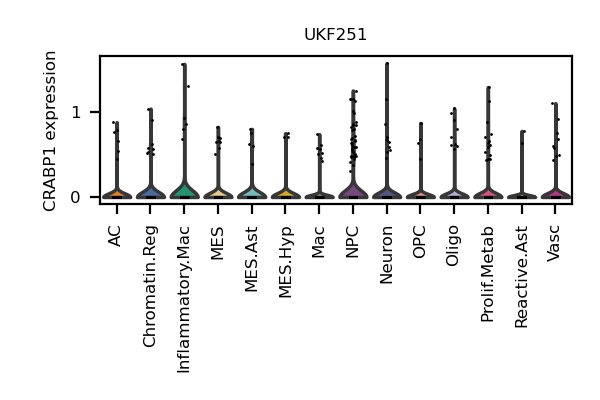 UKF251
CRABP1 expression
1
0
AC
Chromatin.Reg
Inflammatory.Mac
MES
MES.Ast
MES.Hyp
Mac
NPC
Neuron
OPC
Oligo
Prolif.Metab
Reactive.Ast
Vasc